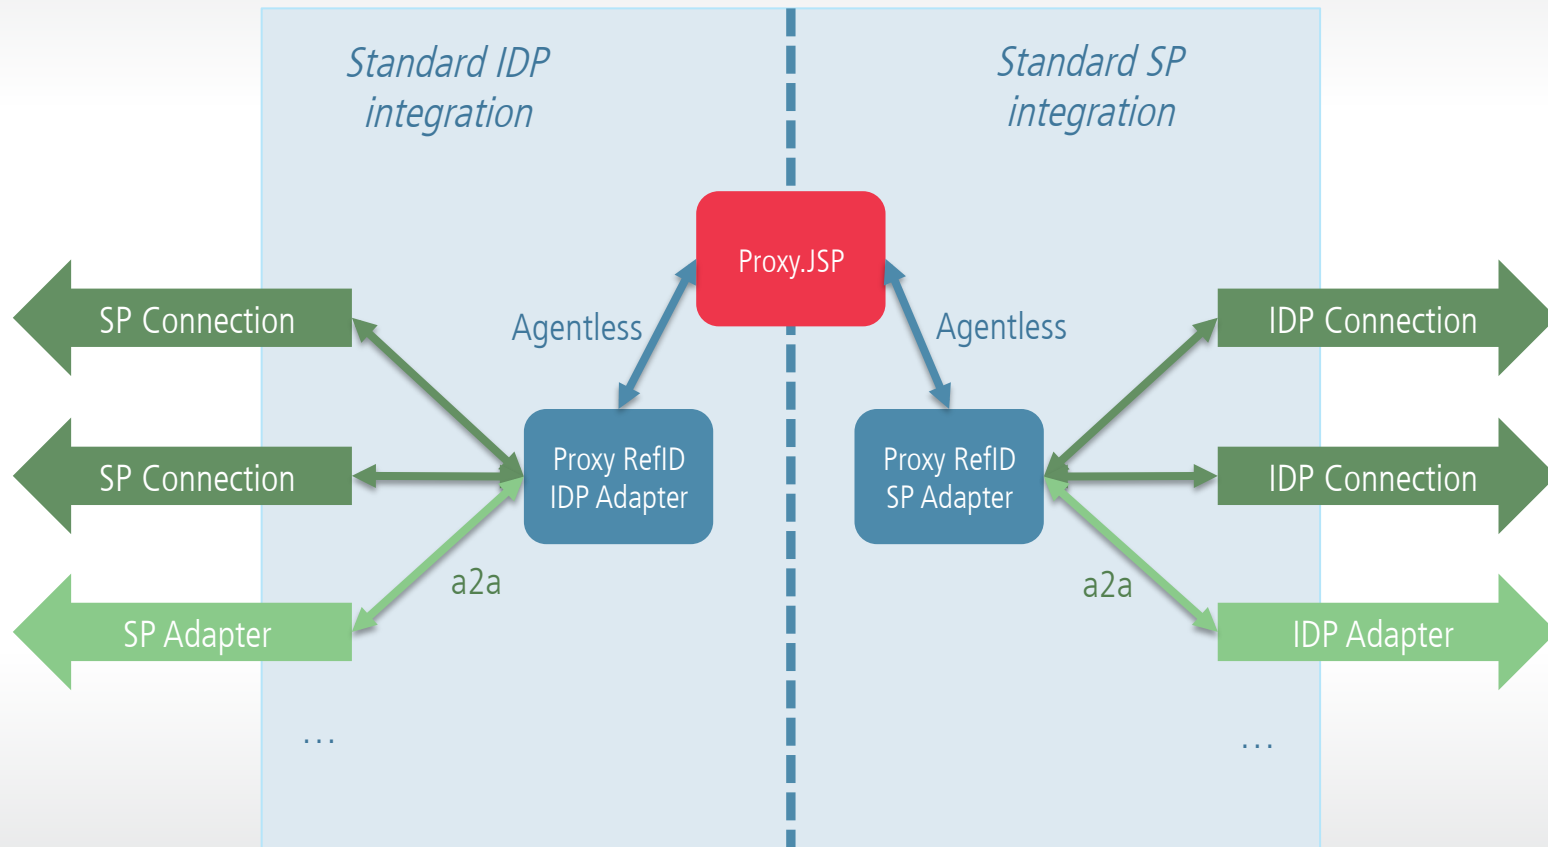 Standard IDP
integration
Standard SP
integration
Proxy.JSP
Agentless
Agentless
SP Connection
IDP Connection
SP Connection
Proxy RefID
IDP Adapter
Proxy RefID
SP Adapter
IDP Connection
a2a
a2a
SP Adapter
IDP Adapter
...
...